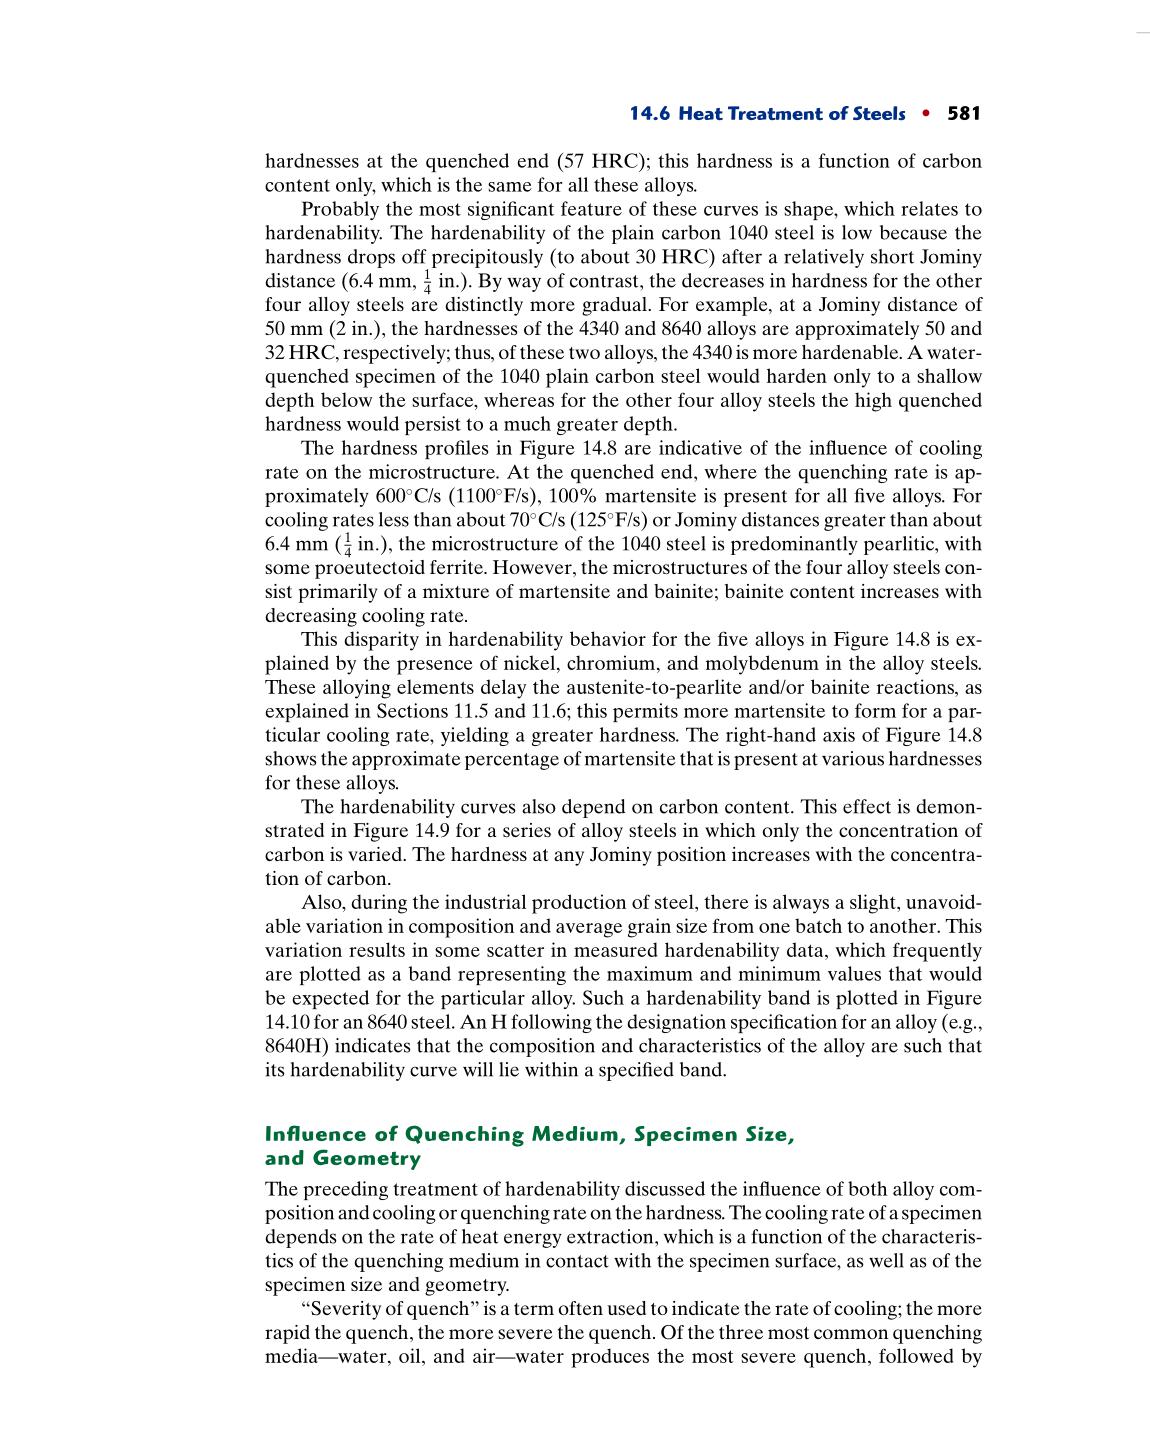 14.6 Heat Treatment of Steels • 581
hardnesses at the quenched end (57 HRC); this hardness is a function of carbon
content only, which is the same for all these alloys.
Probably the most significant feature of these curves is shape, which relates to
hardenability. The hardenability of the plain carbon 1040 steel is low because the
hardness drops off precipitously (to about 30 HRC) after a relatively short Jominy
distance (6.4 mm, 1/4 in.). By way of contrast, the decreases in hardness for the other
four alloy steels are distinctly more gradual. For example, at a Jominy distance of
50 mm (2 in.), the hardnesses of the 4340 and 8640 alloys are approximately 50 and
32 HRC, respectively; thus, of these two alloys, the 4340 is more hardenable. A water-
quenched specimen of the 1040 plain carbon steel would harden only to a shallow
depth below the surface, whereas for the other four alloy steels the high quenched
hardness would persist to a much greater depth.
The hardness profiles in Figure 14.8 are indicative of the influence of cooling
rate on the microstructure. At the quenched end, where the quenching rate is ap-
proximately 600°C/s (1100°F/s), 100% martensite is present for all five alloys. For
cooling rates less than about 70°C/s (125°F/s) or Jominy distances greater than about
6.4 mm (1/4 in.), the microstructure of the 1040 steel is predominantly pearlitic, with
some proeutectoid ferrite. However, the microstructures of the four alloy steels con-
sist primarily of a mixture of martensite and bainite; bainite content increases with
decreasing cooling rate.
This disparity in hardenability behavior for the five alloys in Figure 14.8 is ex-
plained by the presence of nickel, chromium, and molybdenum in the alloy steels.
These alloying elements delay the austenite-to-pearlite and/or bainite reactions, as
explained in Sections 11.5 and 11.6; this permits more martensite to form for a par-
ticular cooling rate, yielding a greater hardness. The right-hand axis of Figure 14.8
shows the approximate percentage of martensite that is present at various hardnesses
for these alloys.
The hardenability curves also depend on carbon content. This effect is demon-
strated in Figure 14.9 for a series of alloy steels in which only the concentration of
carbon is varied. The hardness at any Jominy position increases with the concentra-
tion of carbon.
Also, during the industrial production of steel, there is always a slight, unavoid-
able variation in composition and average grain size from one batch to another. This
variation results in some scatter in measured hardenability data, which frequently
are plotted as a band representing the maximum and minimum values that would
be expected for the particular alloy. Such a hardenability band is plotted in Figure
14.10 for an 8640 steel. An H following the designation specification for an alloy (e.g.,
8640H) indicates that the composition and characteristics of the alloy are such that
its hardenability curve will lie within a specified band.
Influence of Quenching Medium, Specimen Size,
and Geometry
The preceding treatment of hardenability discussed the influence of both alloy com-
position and cooling or quenching rate on the hardness. The cooling rate of a specimen
depends on the rate of heat energy extraction, which is a function of the characteris-
tics of the quenching medium in contact with the specimen surface, as well as of the
specimen size and geometry.
“Severity of quench” is a term often used to indicate the rate of cooling; the more
rapid the quench, the more severe the quench. Of the three most common quenching
media—water, oil, and air—water produces the most severe quench, followed by